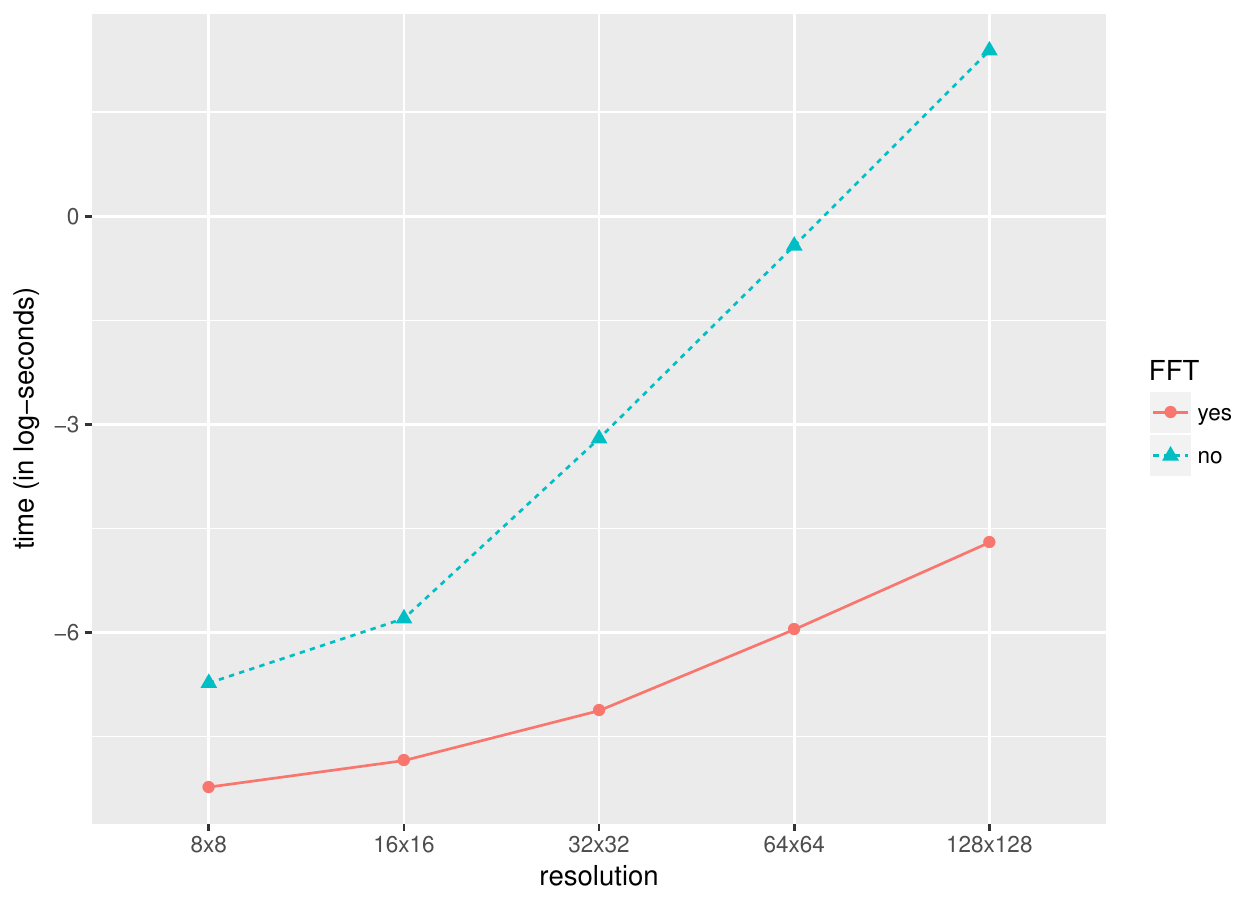 0
−3
−6
time (in log−seconds)
8x8
16x16
32x32
64x64
128x128
resolution
FFT
yes
no